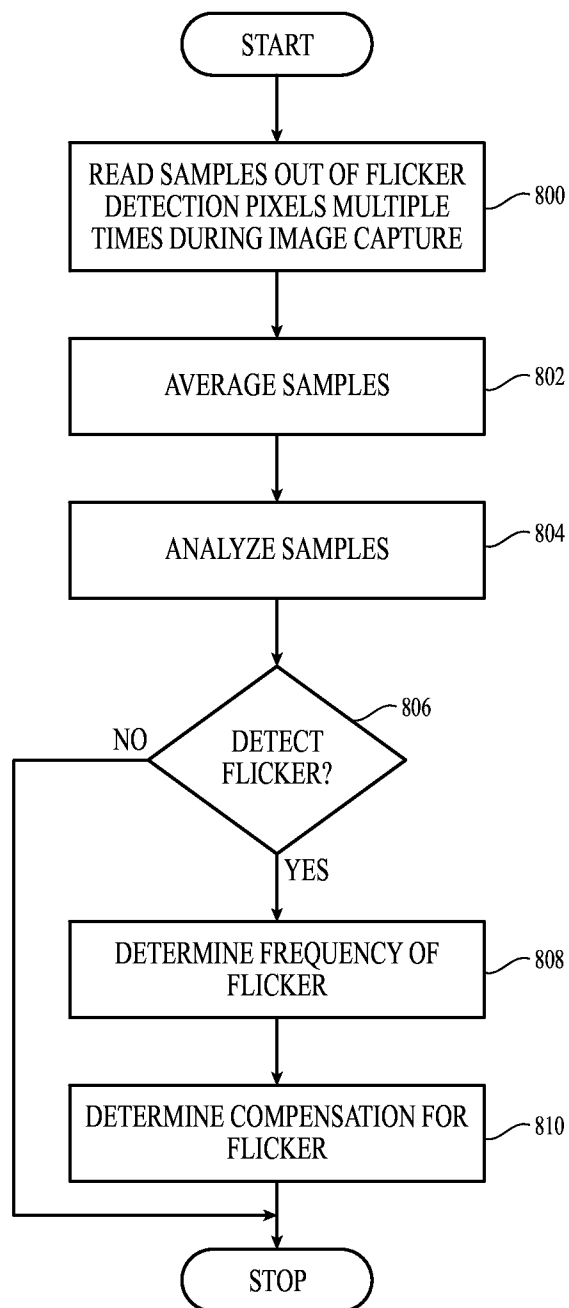 START
READ SAMPLES OUT OF FLICKER
DETECTION PIXELS MULTIPLE
TIMES DURING IMAGE CAPTURE
800
AVERAGE SAMPLES
802
ANALYZE SAMPLES
804
806
NO
DETECT
FLICKER?
YES
DETERMINE FREQUENCY OF
FLICKER
808
DETERMINE COMPENSATION FOR
FLICKER
810
STOP